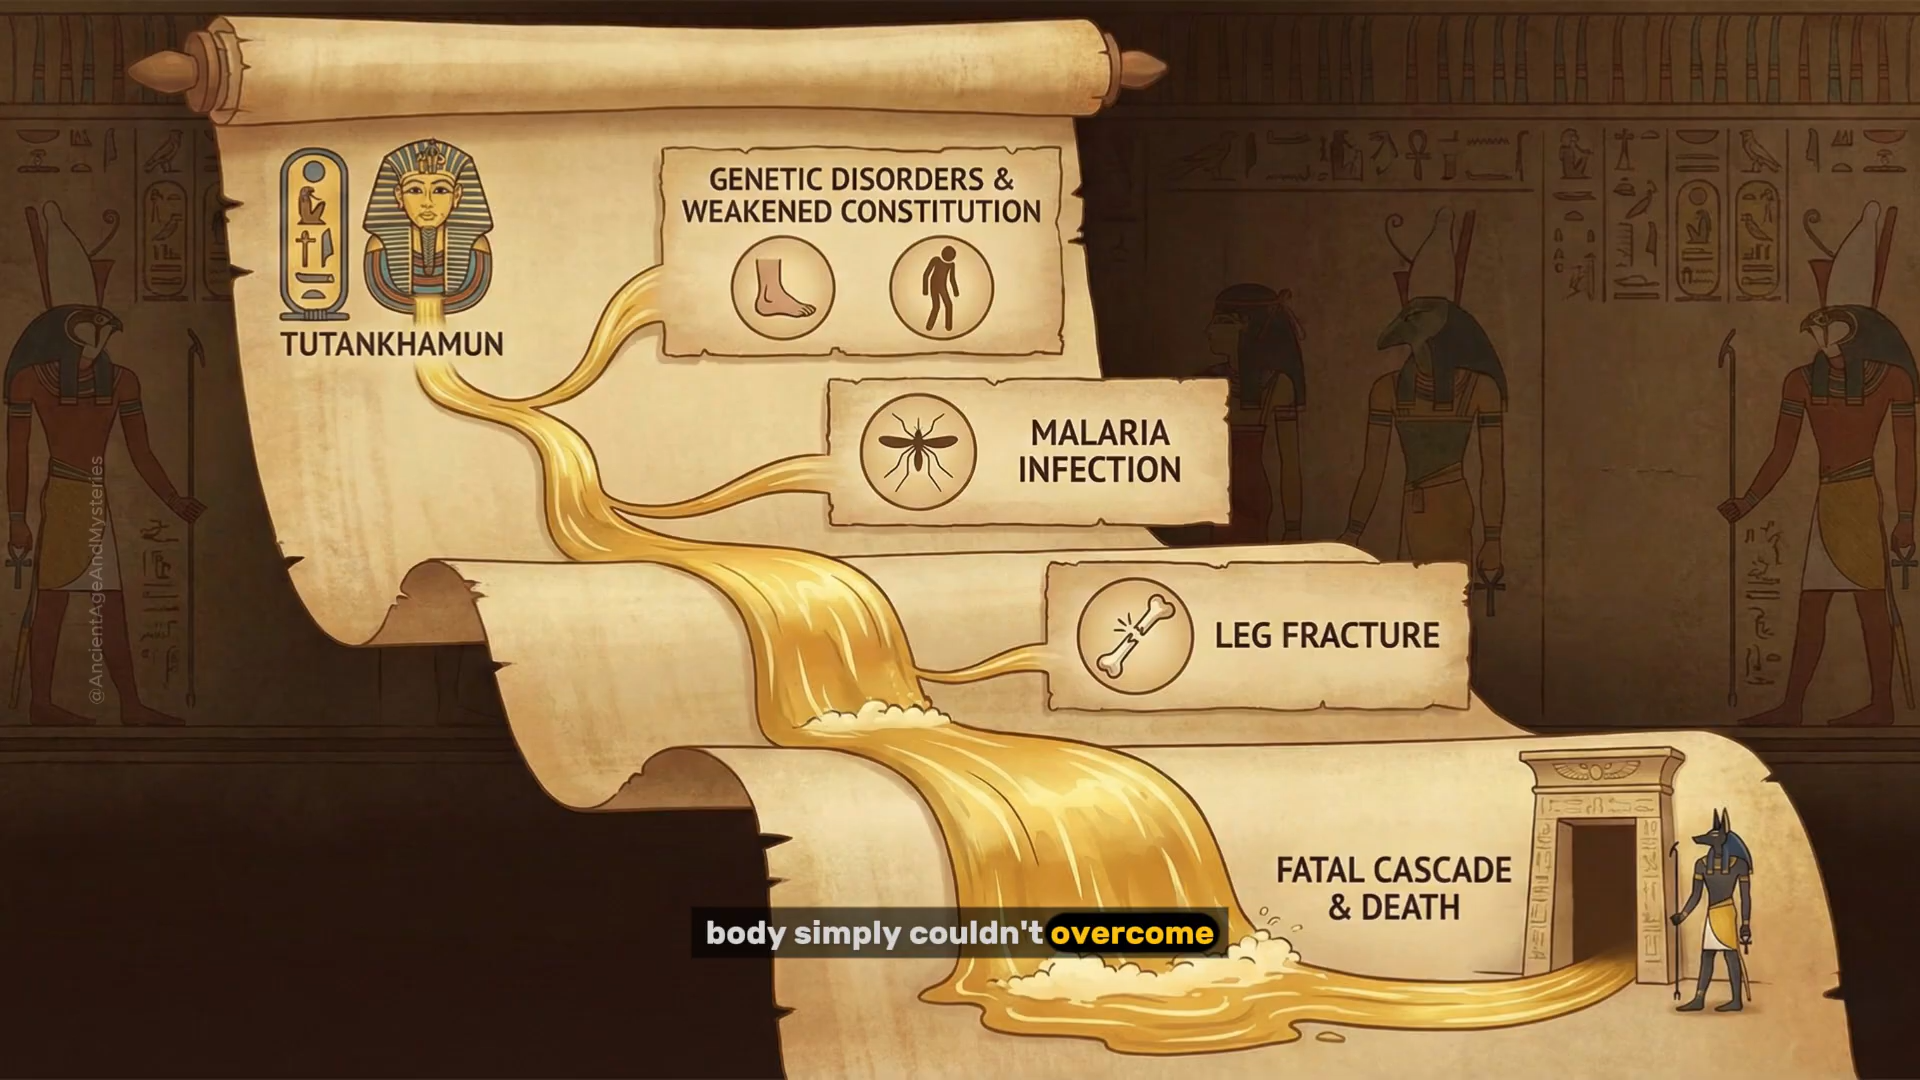 TUTANKHAMUN
GENETIC DISORDERS &
WEAKENED CONSTITUTION
MALARIA
INFECTION
LEG FRACTURE
FATAL CASCADE
& DEATH
body simply couldn't overcome
@AncientAgeAndMysteries